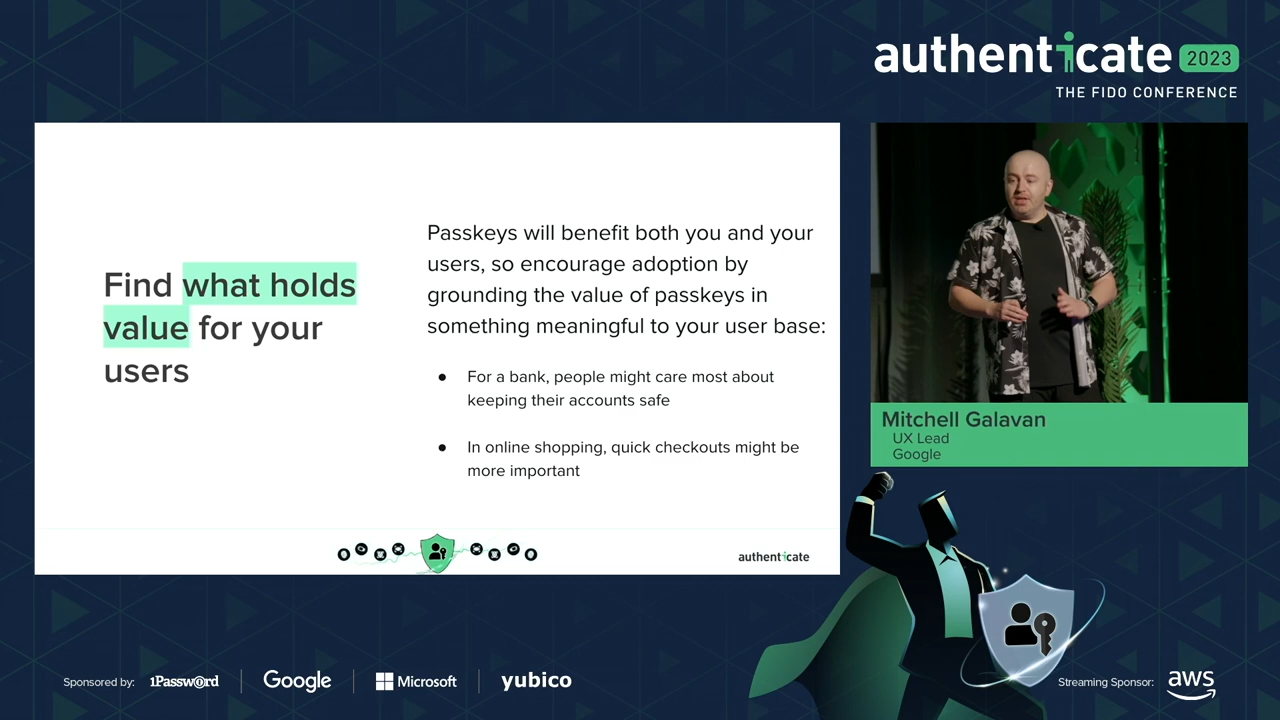 authenticate 2023
THE FIDO CONFERENCE
Find what holds
value for your
users
Passkeys will benefit both you and your
users, so encourage adoption by
grounding the value of passkeys in
something meaningful to your user base:
● For a bank, people might care most about
keeping their accounts safe
● In online shopping, quick checkouts might be
more important
authenticate
Mitchell Galavan
UX Lead
Google
Sponsored by: 1Password Google Microsoft yubico
Streaming Sponsor: aws